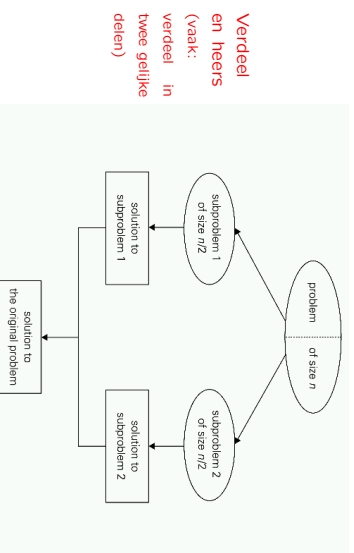 Verdeel
en heers
(vaak:
verdeel in
twee gelijke
delen)
problem of size n
subproblem 1
of size n/2
subproblem 2
of size n/2
solution to
subproblem 1
solution to
subproblem 2
solution to
the original problem